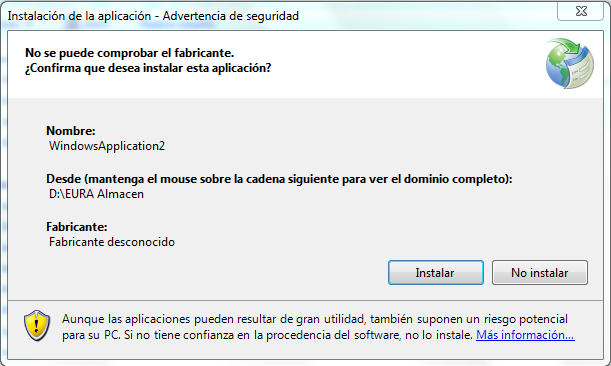 Instalación de la aplicación - Advertencia de seguridad
No se puede comprobar el fabricante.
¿Confirma que desea instalar esta aplicación?
Nombre:
WindowsApplication2
Desde (mantenga el mouse sobre la cadena siguiente para ver el dominio completo):
D:\EURA Almacen
Fabricante:
Fabricante desconocido
Instalar No instalar
Aunque las aplicaciones pueden resultar de gran utilidad, también suponen un riesgo potencial
para su PC. Si no tiene confianza en la procedencia del software, no lo instale. Más información...